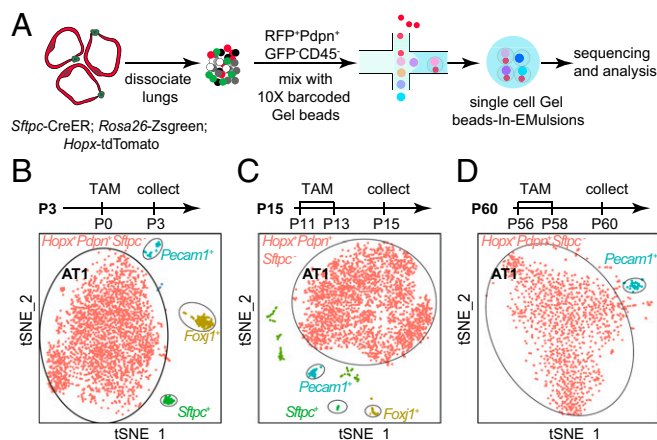 A
RFP⁺Pdpn⁺
GFP⁻CD45⁻
dissociate
lungs
mix with
10X barcoded
Gel beads
single cell Gel
beads-In-EMulsions
sequencing
and analysis
Sftpc-CreER; Rosa26-Zsgreen;
Hopx-tdTomato
B
TAM
collect
P3
P0
P3
Hopx⁺Pdpn⁺Sftpc⁻
AT1
Pecam1⁺
Foxj1⁺
Sftpc⁺
tSNE_2
tSNE_1
C
TAM
collect
P15
P11
P13
P15
Hopx⁺Pdpn⁺
Sftpc⁻
AT1
Pecam1⁺
Sftpc⁺
Foxj1⁺
tSNE_2
tSNE_1
D
TAM
collect
P60
P56
P58
P60
Hopx⁺Pdpn⁺Sftpc⁻
AT1
Pecam1⁺
tSNE_2
tSNE_1